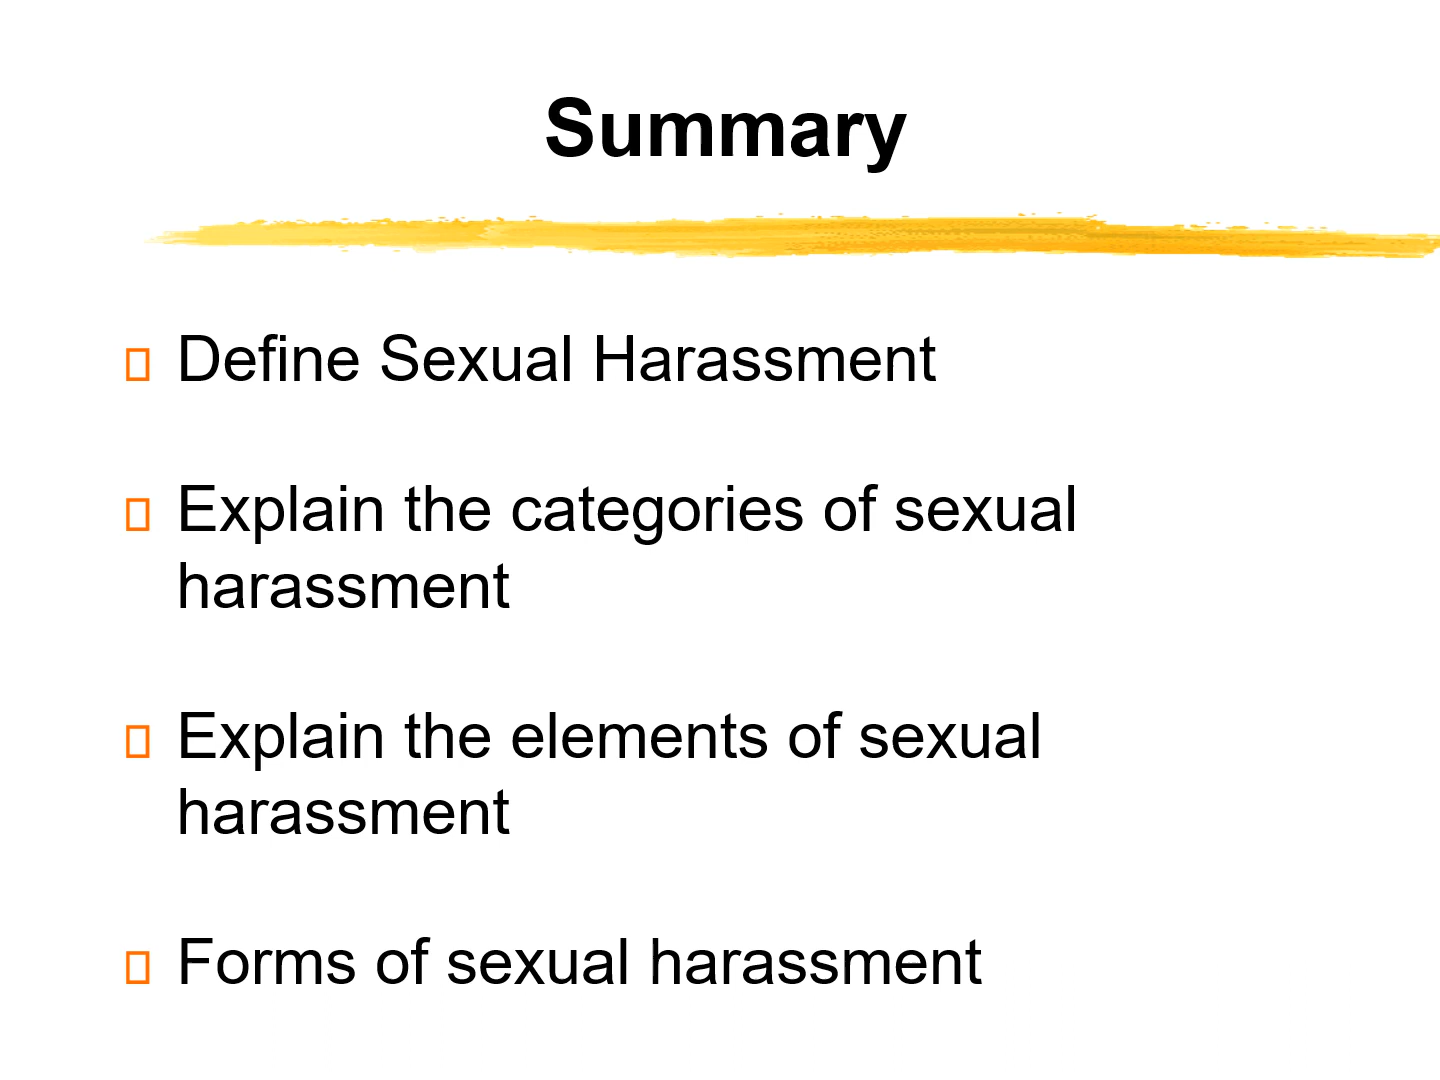 Summary
Define Sexual Harassment
Explain the categories of sexual
harassment
Explain the elements of sexual
harassment
Forms of sexual harassment